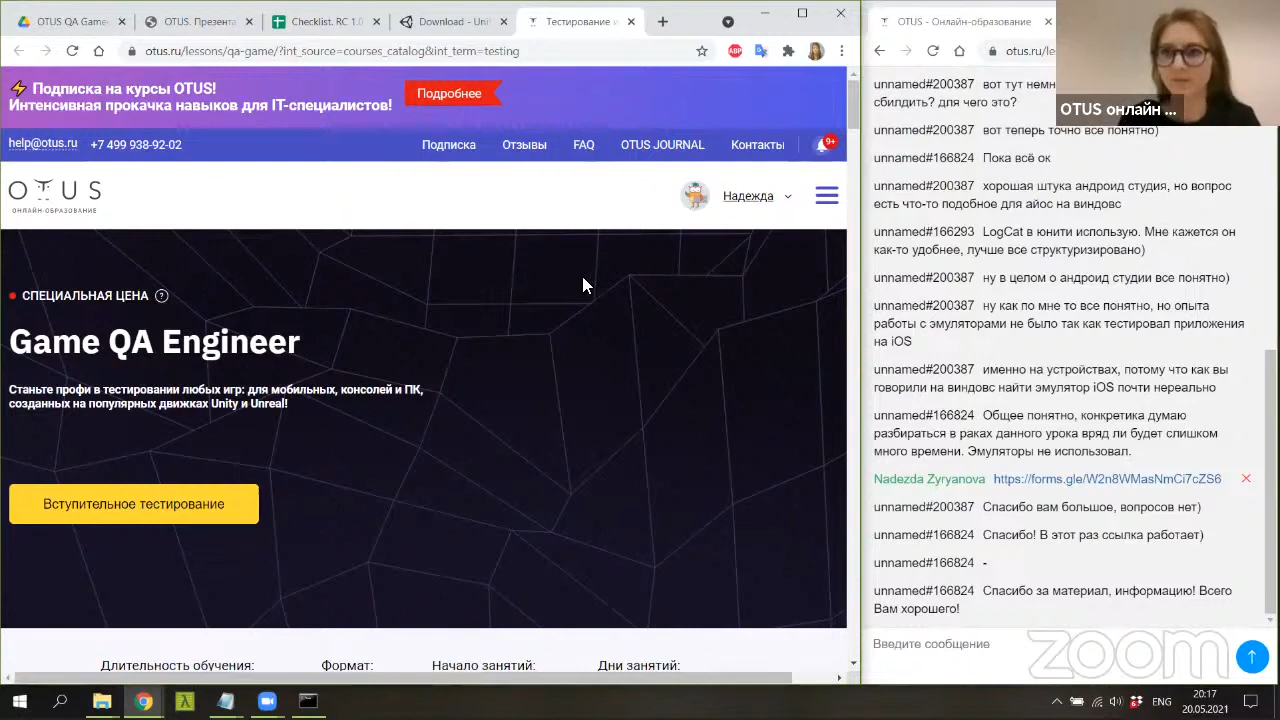 OTUS QA Game
OTUS. Презента
Checklist. RC 1.0
Download - Uni
Тестирование и
OTUS - Онлайн-образование
otus.ru/lessons/qa-game/?int_source=courses_catalog&int_term=testing
ABP
otus.ru/le
Подписка на курсы OTUS!
Интенсивная прокачка навыков для IT-специалистов!
Подробнее
help@otus.ru
+7 499 938-92-02
Подписка
Отзывы
FAQ
OTUS JOURNAL
Контакты
9+
OTUS
ОНЛАЙН-ОБРАЗОВАНИЕ
Надежда
СПЕЦИАЛЬНАЯ ЦЕНА ?
Game QA Engineer
Станьте профи в тестировании любых игр: для мобильных, консолей и ПК,
созданных на популярных движках Unity и Unreal!
Вступительное тестирование
Длительность обучения:
Формат:
Начало занятий:
Дни занятий:
OTUS онлайн ...
unnamed#200387 вот тут немн
сбилдить? для чего это?
unnamed#200387 вот теперь точно все понятно)
unnamed#166824 Пока всё ок
unnamed#200387 хорошая штука андроид студия, но вопрос
есть что-то подобное для айос на виндовс
unnamed#166293 LogCat в юнити использую. Мне кажется он
как-то удобнее, лучше все структуризировано)
unnamed#200387 ну в целом о андроид студии все понятно)
unnamed#200387 ну как по мне то все понятно, но опыта
работы с эмуляторами не было так как тестировал приложения
на iOS
unnamed#200387 именно на устройствах, потому что как вы
говорили на виндовс найти эмулятор iOS почти нереально
unnamed#166824 Общее понятно, конкретика думаю
разбираться в раках данного урока вряд ли будет слишком
много времени. Эмуляторы не использовал.
Nadezda Zyryanova https://forms.gle/W2n8WMasNmCi7cZS6
unnamed#200387 Спасибо вам большое, вопросов нет)
unnamed#166824 Спасибо! В этот раз ссылка работает)
unnamed#166824 -
unnamed#166824 Спасибо за материал, информацию! Всего
Вам хорошего!
Введите сообщение
zoom
ENG
20:17
20.05.2021